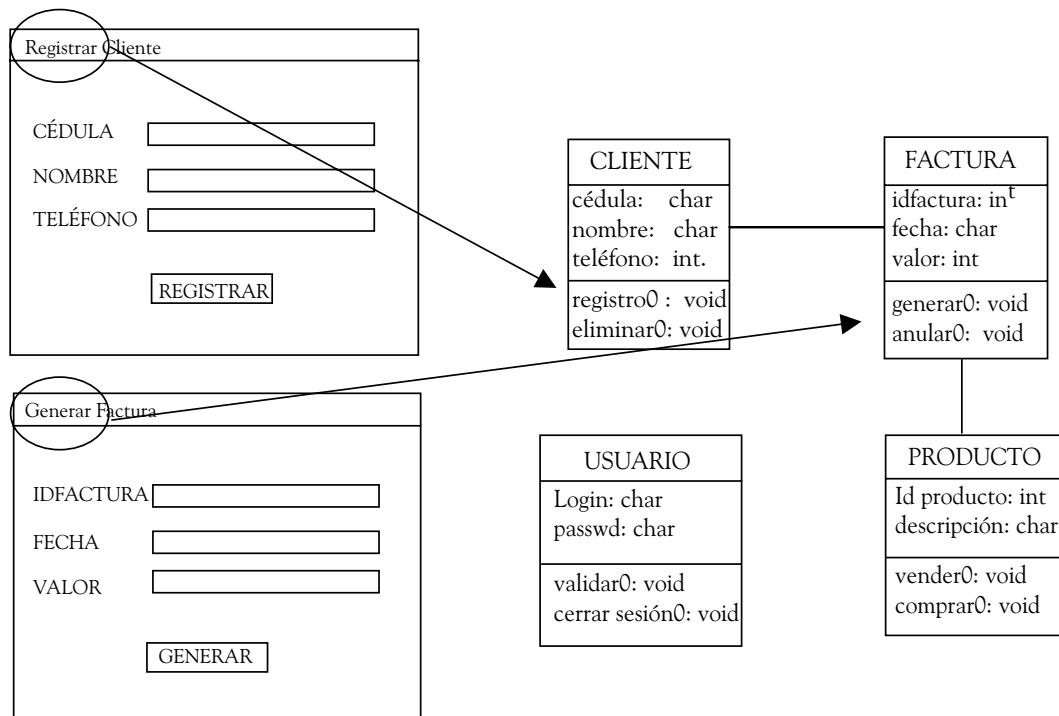 Registrar Cliente
CÉDULA
NOMBRE
TELÉFONO
REGISTRAR
Generar Factura
IDFACTURA
FECHA
VALOR
GENERAR
CLIENTE
cédula: char
nombre: char
teléfono: int.
registro0 : void
eliminar0: void
FACTURA
idfactura: int
fecha: char
valor: int
generar0: void
anular0: void
USUARIO
Login: char
passwd: char
validar0: void
cerrar sesión0: void
PRODUCTO
Id producto: int
descripción: char
vender0: void
comprar0: void